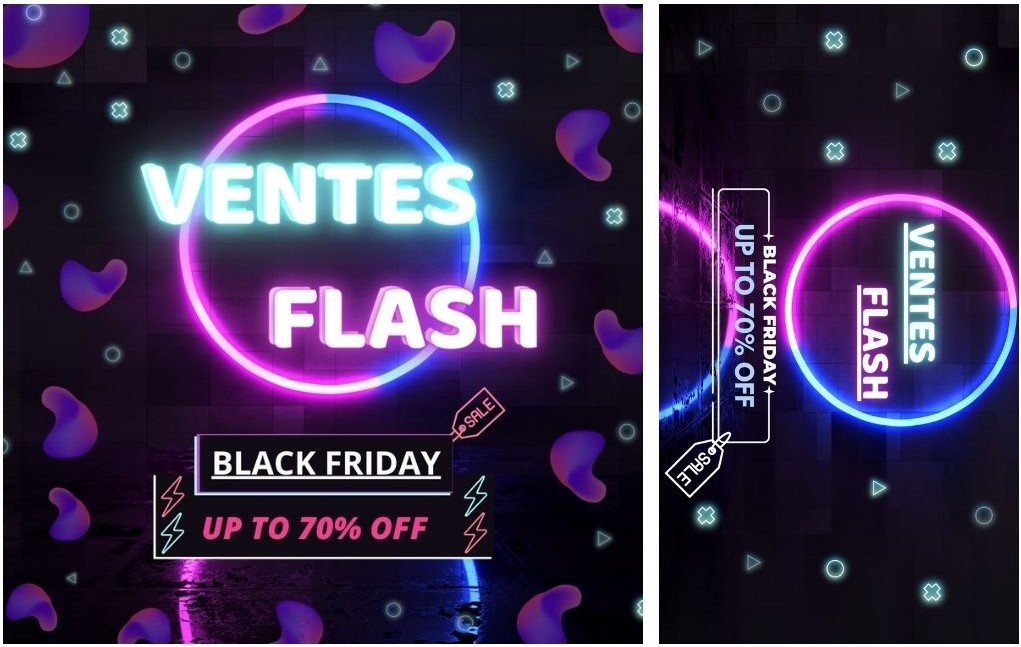 VENTES
FLASH
SALE
BLACK FRIDAY
UP TO 70% OFF
VENTES
FLASH
BLACK FRIDAY
UP TO 70% OFF
SALE